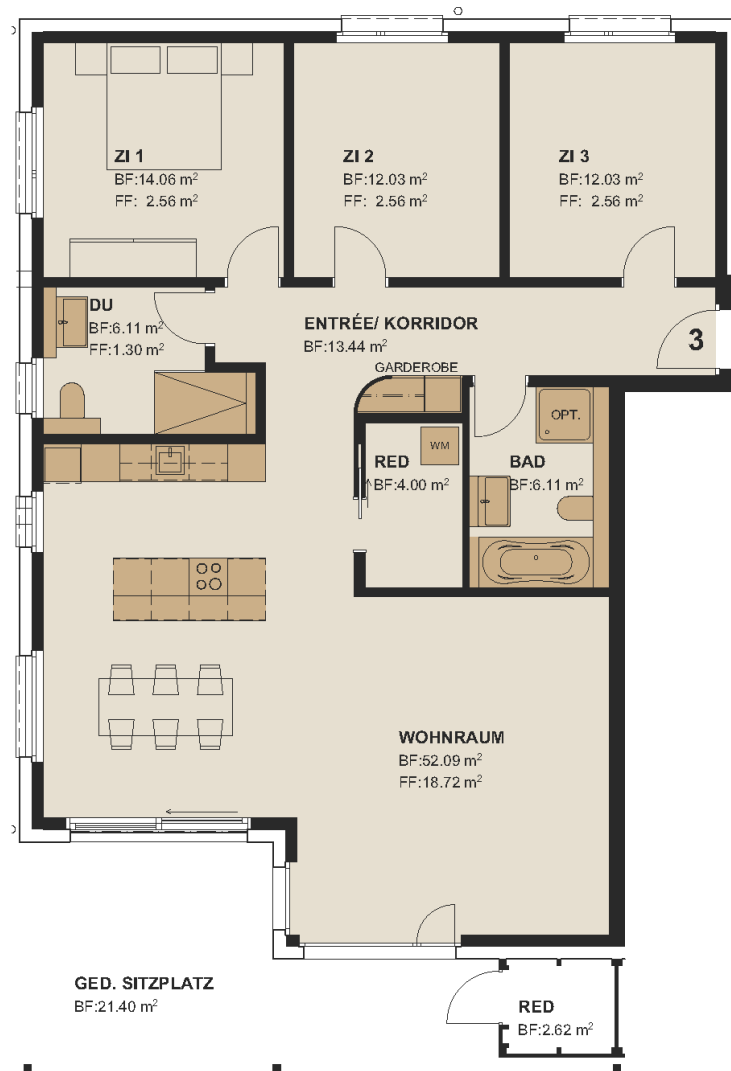 ZI 1
BF:14.06 m²
FF: 2.56 m²
ZI 2
BF:12.03 m²
FF: 2.56 m²
ZI 3
BF:12.03 m²
FF: 2.56 m²
DU
BF:6.11 m²
FF:1.30 m²
ENTRÉE/ KORRIDOR
BF:13.44 m²
3
GARDEROBE
RED
BF:4.00 m²
WM
BAD
BF:6.11 m²
OPT.
WOHNRAUM
BF:52.09 m²
FF:18.72 m²
GED. SITZPLATZ
BF:21.40 m²
RED
BF:2.62 m²